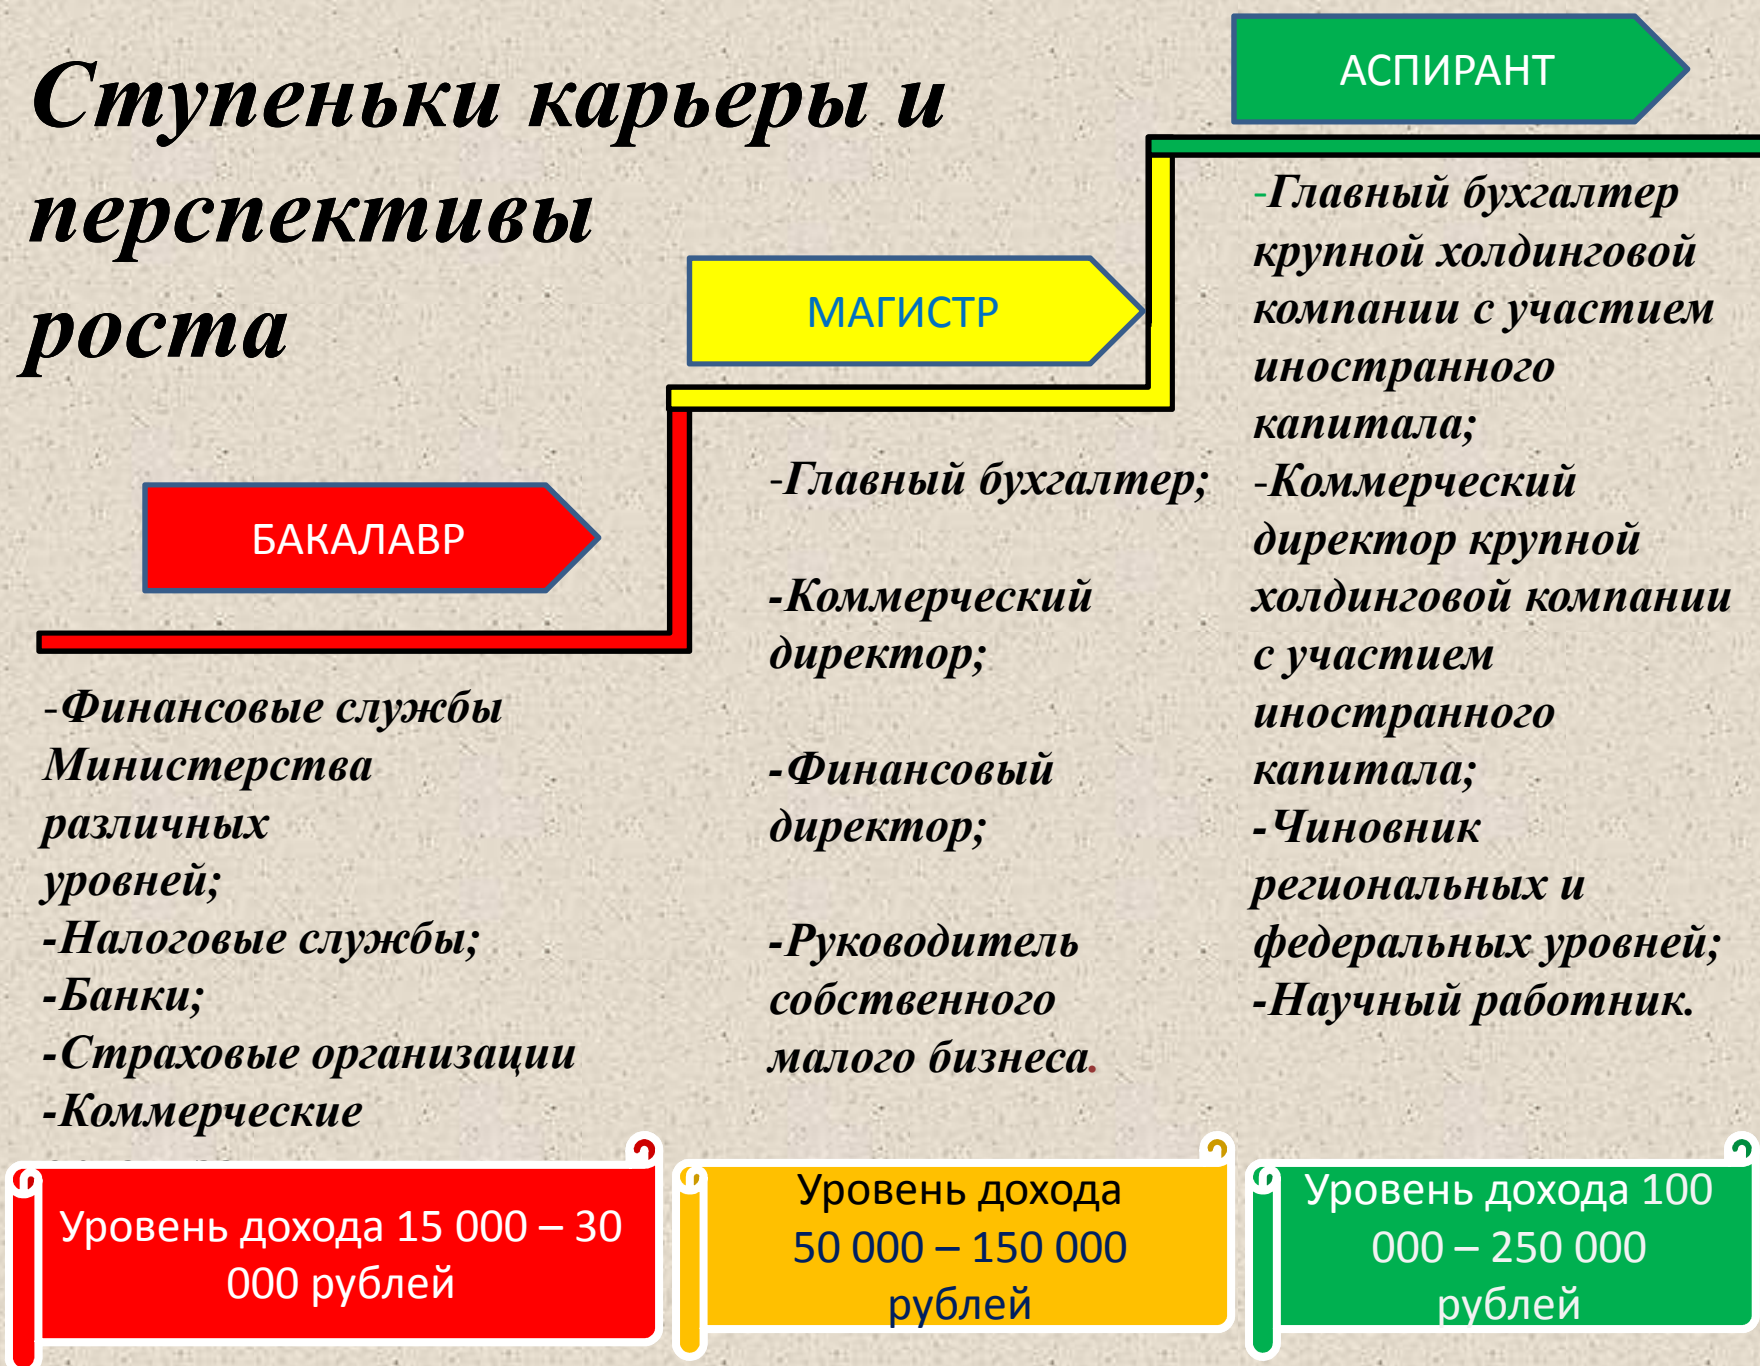 Ступеньки карьеры и
перспективы
роста
БАКАЛАВР
-Финансовые службы
Министерства
различных
уровней;
-Налоговые службы;
-Банки;
-Страховые организации
-Коммерческие
Уровень дохода 15 000 – 30
000 рублей
МАГИСТР
-Главный бухгалтер;
-Коммерческий
директор;
-Финансовый
директор;
-Руководитель
собственного
малого бизнеса.
Уровень дохода
50 000 – 150 000
рублей
АСПИРАНТ
-Главный бухгалтер
крупной холдинговой
компании с участием
иностранного
капитала;
-Коммерческий
директор крупной
холдинговой компании
с участием
иностранного
капитала;
-Чиновник
региональных и
федеральных уровней;
-Научный работник.
Уровень дохода 100
000 – 250 000
рублей